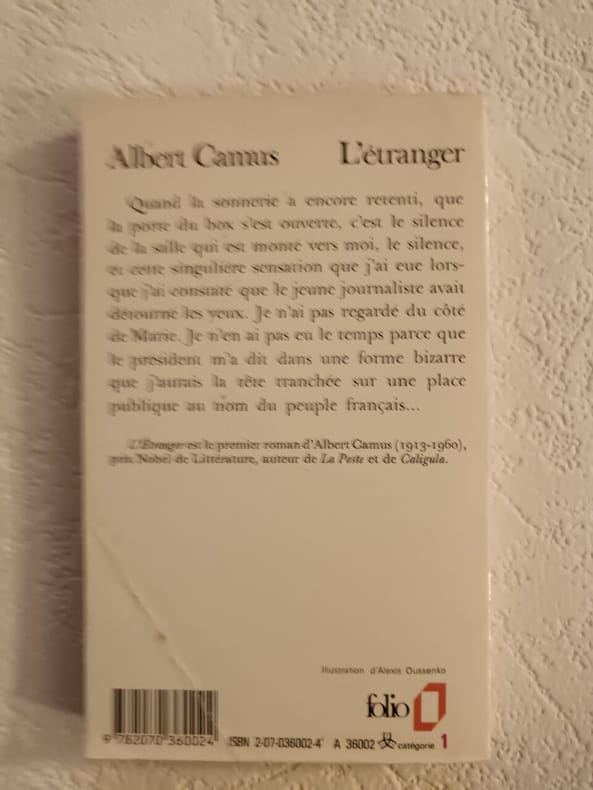 Albert Camus L'étranger
Quand la sonnerie a encore retenti, que
la porte du box s'est ouverte, c'est le silence
de la salle qui est monté vers moi, le silence,
et cette singulière sensation que j'ai eue lors-
que j'ai constaté que le jeune journaliste avait
détourné les yeux. Je n'ai pas regardé du côté
de Marie. Je n'en ai pas eu le temps parce que
le président m'a dit dans une forme bizarre
que j'aurais la tête tranchée sur une place
publique au nom du peuple français...
L'Étranger est le premier roman d'Albert Camus (1913-1960),
prix Nobel de Littérature, auteur de La Peste et de Caligula.
Illustration d'Alexis Oussenko
folio
9 782070 360024 ISBN 2-07-036002-4 A 36002 catégorie 1